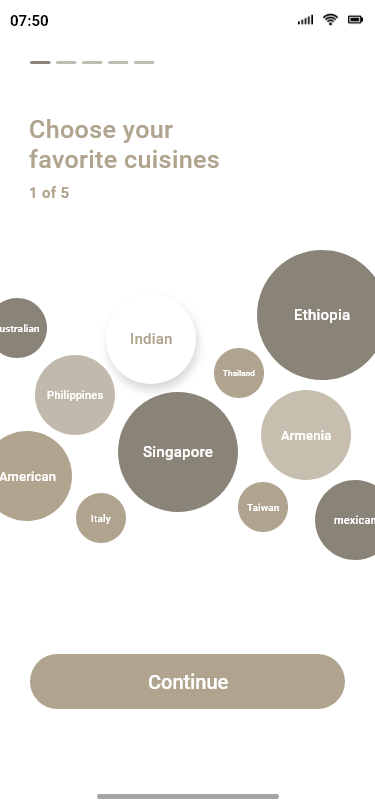 07:50
Choose your
favorite cuisines
1 of 5
Ethiopia
ustralian
Indian
Thailand
Philippines
Armenia
Singapore
American
Taiwan
Italy
mexican
Continue